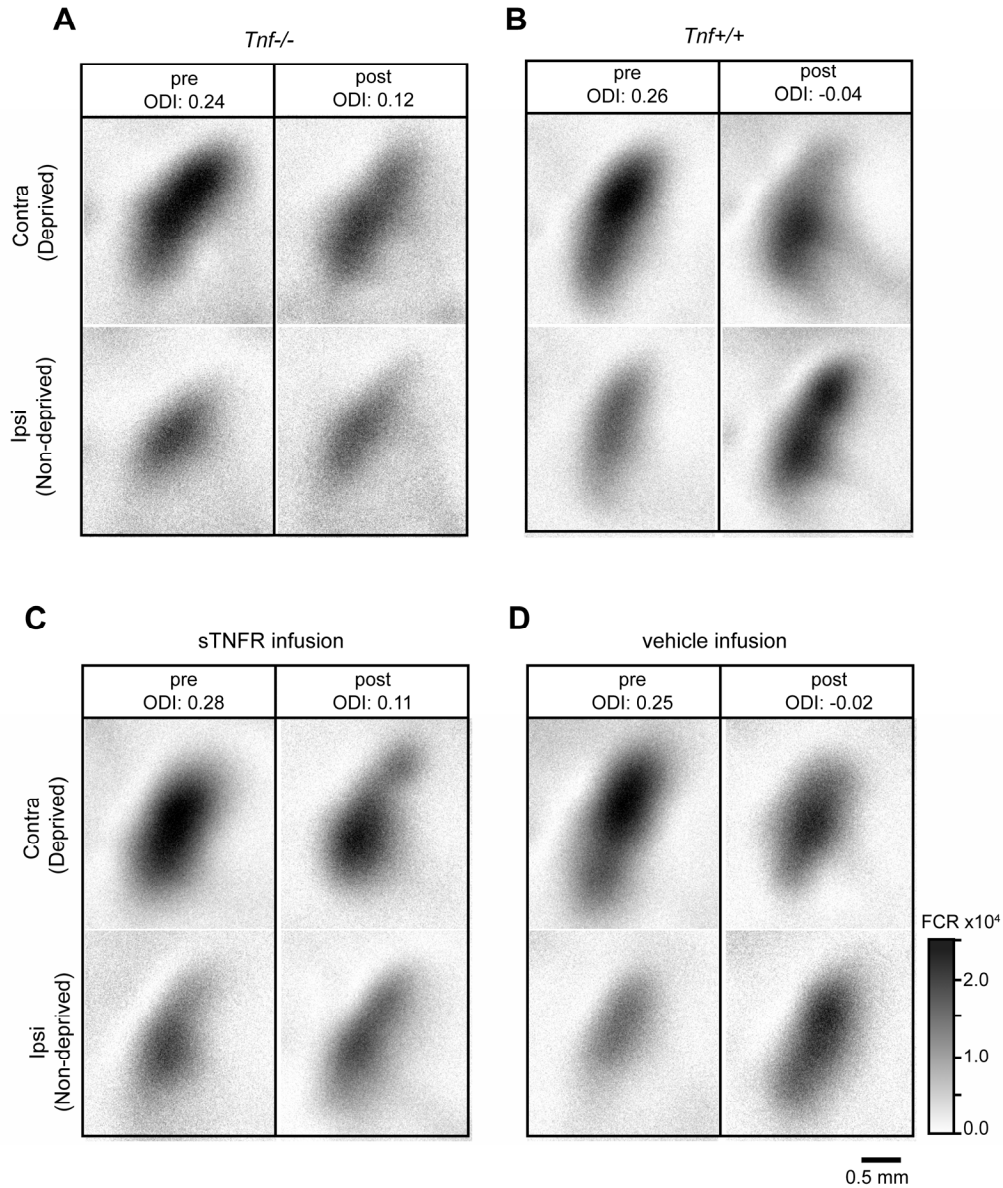 A
Tnf-/-
pre
ODI: 0.24
post
ODI: 0.12
Contra
(Deprived)
Ipsi
(Non-deprived)
B
Tnf+/+
pre
ODI: 0.26
post
ODI: -0.04
C
sTNFR infusion
pre
ODI: 0.28
post
ODI: 0.11
Contra
(Deprived)
Ipsi
(Non-deprived)
D
vehicle infusion
pre
ODI: 0.25
post
ODI: -0.02
FCR x10⁴
2.0
1.0
0.0
0.5 mm